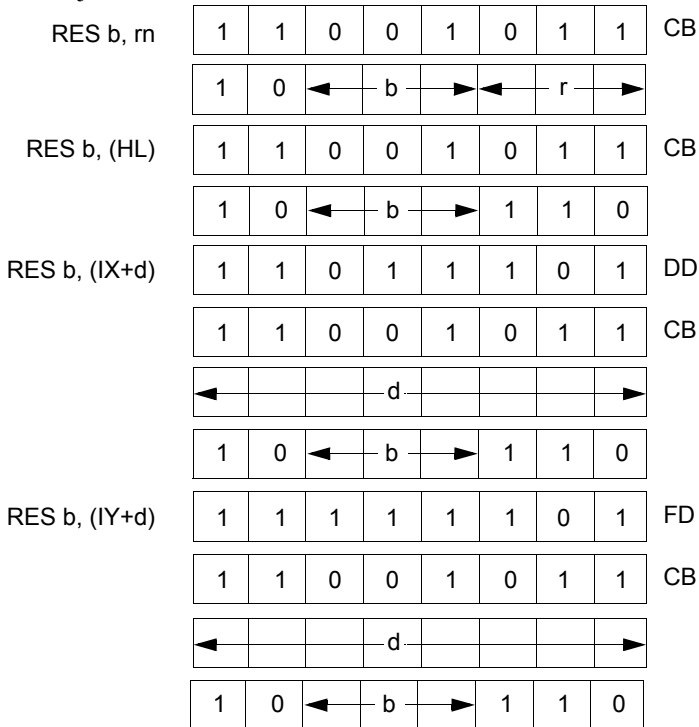 RES b, rn 1 1 0 0 1 0 1 1 CB
1 0 b r
RES b, (HL) 1 1 0 0 1 0 1 1 CB
1 0 b 1 1 0
RES b, (IX+d) 1 1 0 1 1 1 0 1 DD
1 1 0 0 1 0 1 1 CB
d
1 0 b 1 1 0
RES b, (IY+d) 1 1 1 1 1 1 0 1 FD
1 1 0 0 1 0 1 1 CB
d
1 0 b 1 1 0